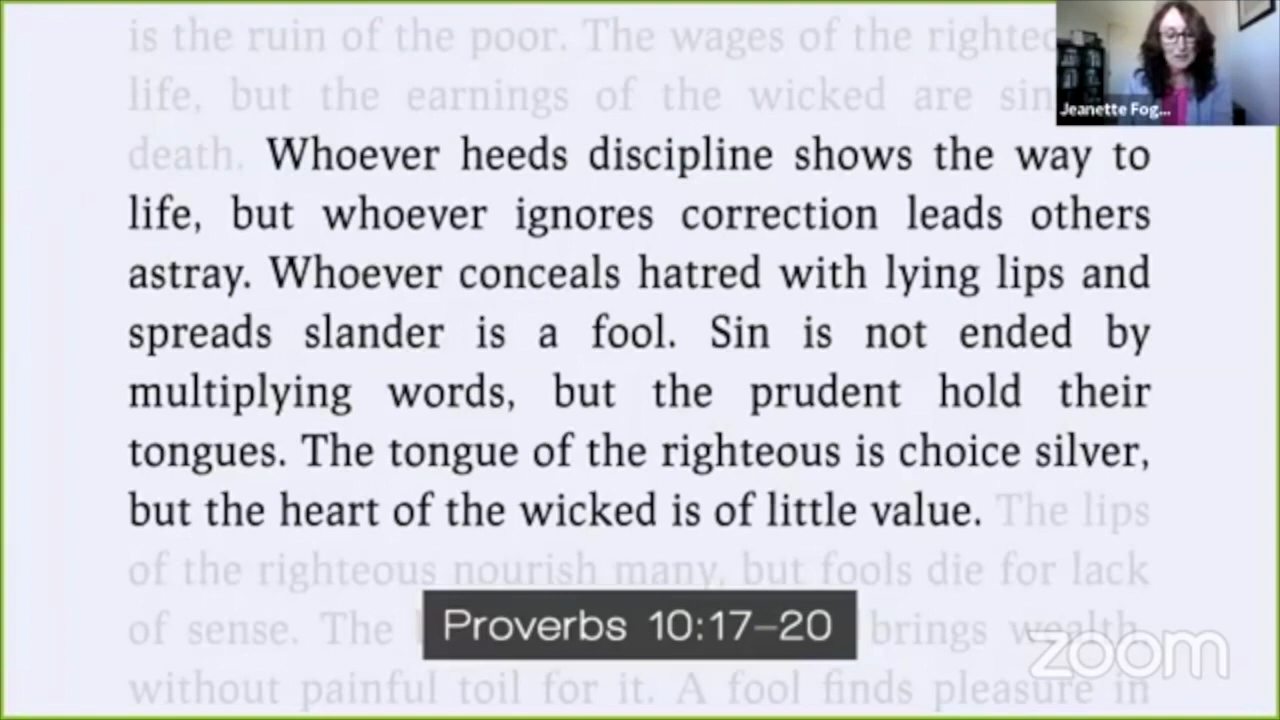 is the ruin of the poor. The wages of the righteo
life, but the earnings of the wicked are sin
death. Whoever heeds discipline shows the way to
life, but whoever ignores correction leads others
astray. Whoever conceals hatred with lying lips and
spreads slander is a fool. Sin is not ended by
multiplying words, but the prudent hold their
tongues. The tongue of the righteous is choice silver,
but the heart of the wicked is of little value. The lips
of the righteous nourish many, but fools die for lack
of sense. The brings wealth,
without painful toil for it. A fool finds pleasure in
Proverbs 10:17–20
Jeanette Fog...
zoom